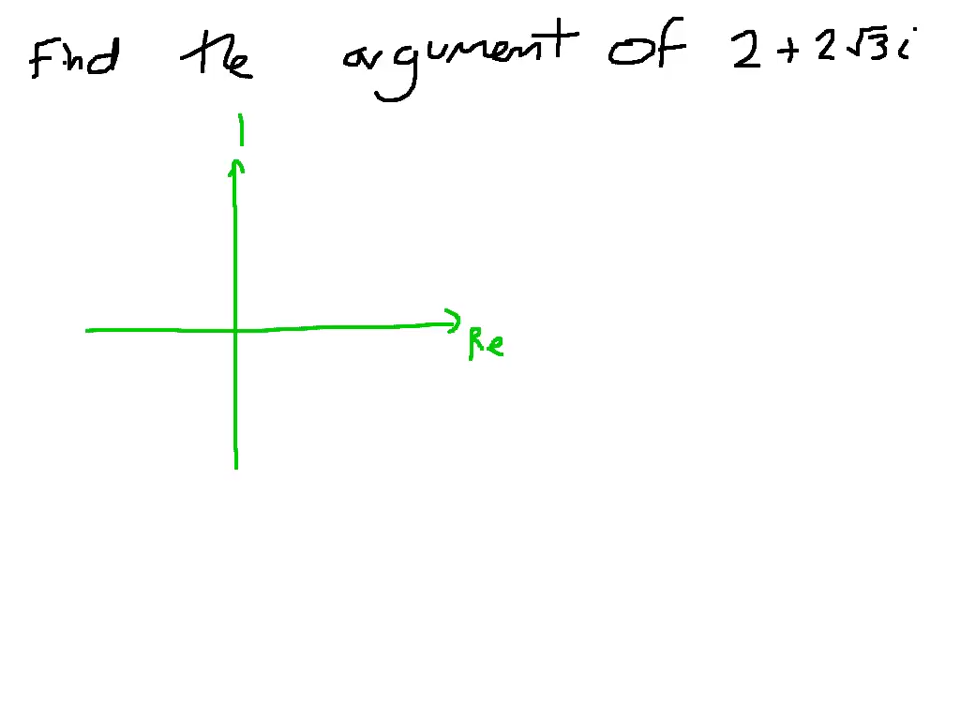 Find the argument of 2 + 2√3i
I
Re